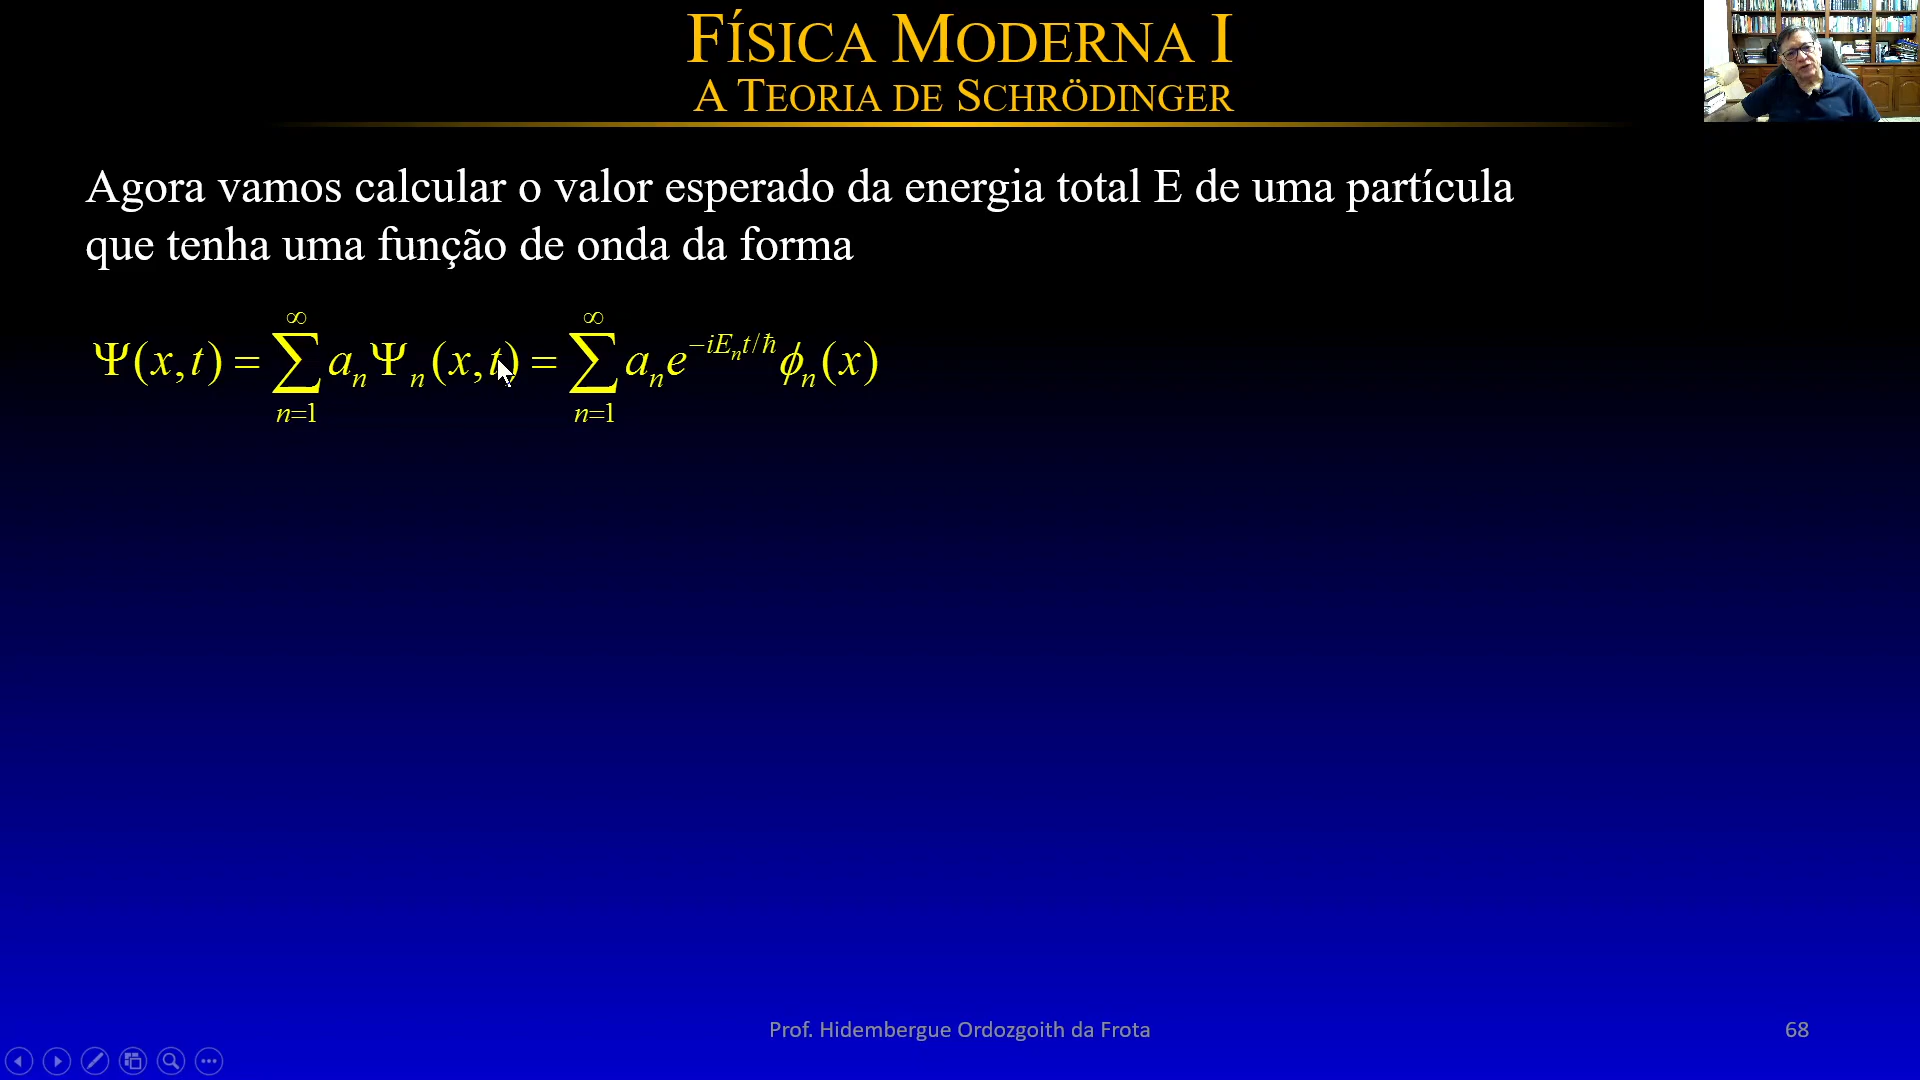 FÍSICA MODERNA I
A TEORIA DE SCHRÖDINGER
Agora vamos calcular o valor esperado da energia total E de uma partícula
que tenha uma função de onda da forma
Ψ(x,t) = ∑_{n=1}^{∞} a_n Ψ_n(x,t) = ∑_{n=1}^{∞} a_n e^{−iE_n t/ħ} ϕ_n(x)
Prof. Hidembergue Ordozgoith da Frota
68